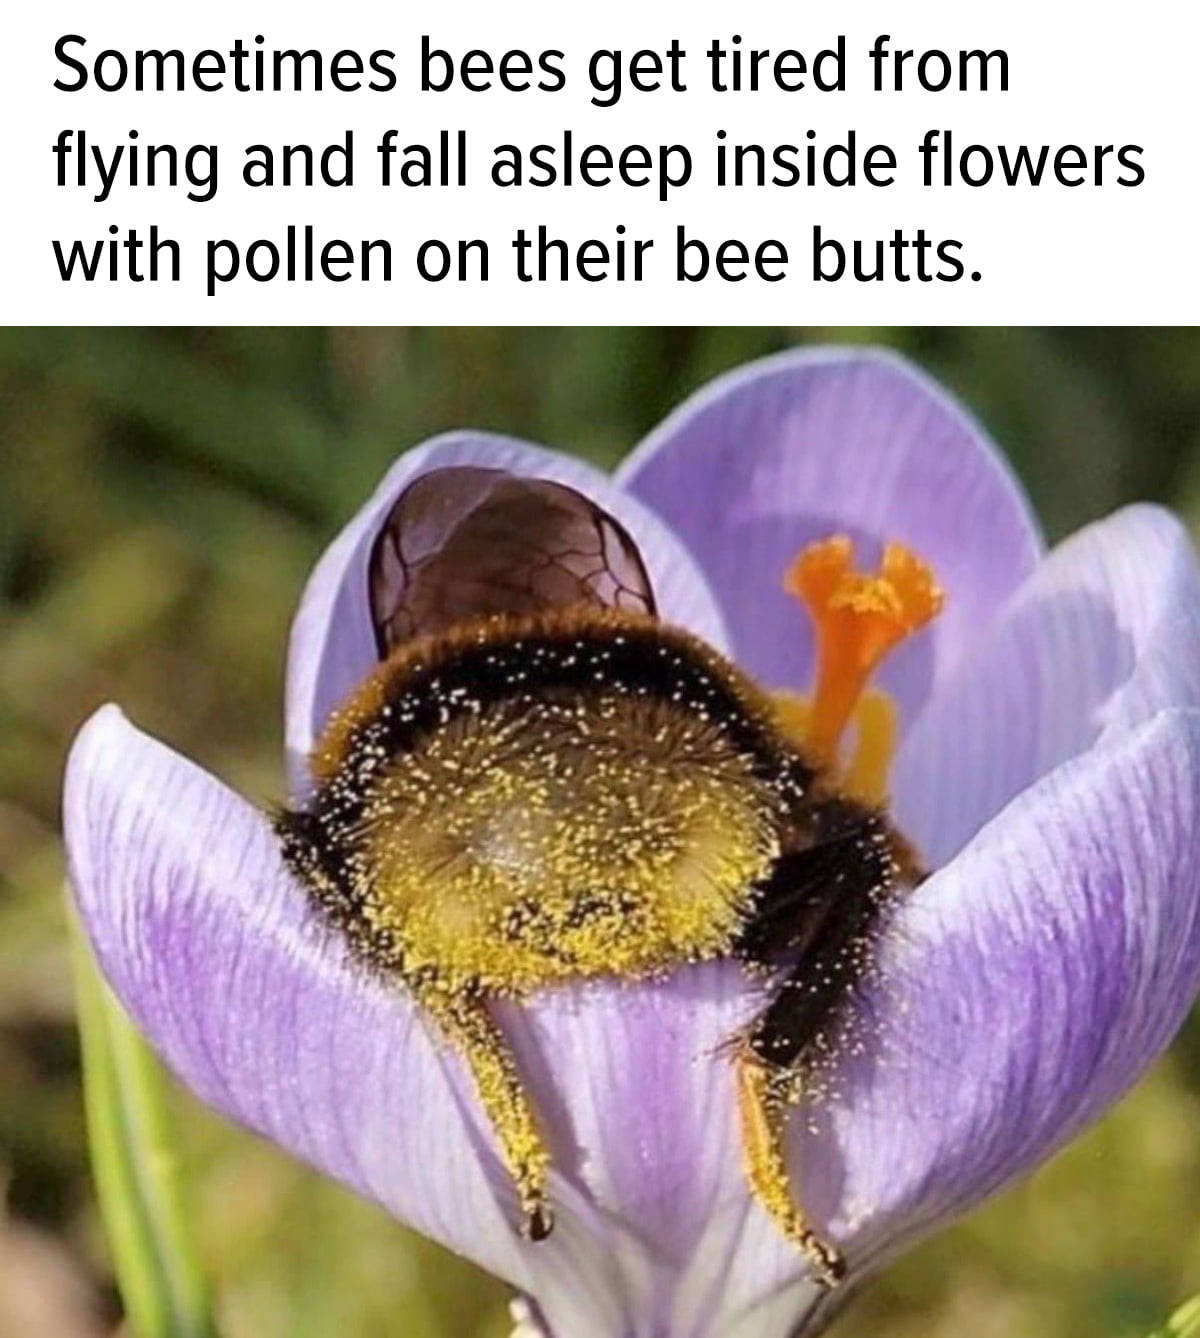 Sometimes bees get tired from
flying and fall asleep inside flowers
with pollen on their bee butts.